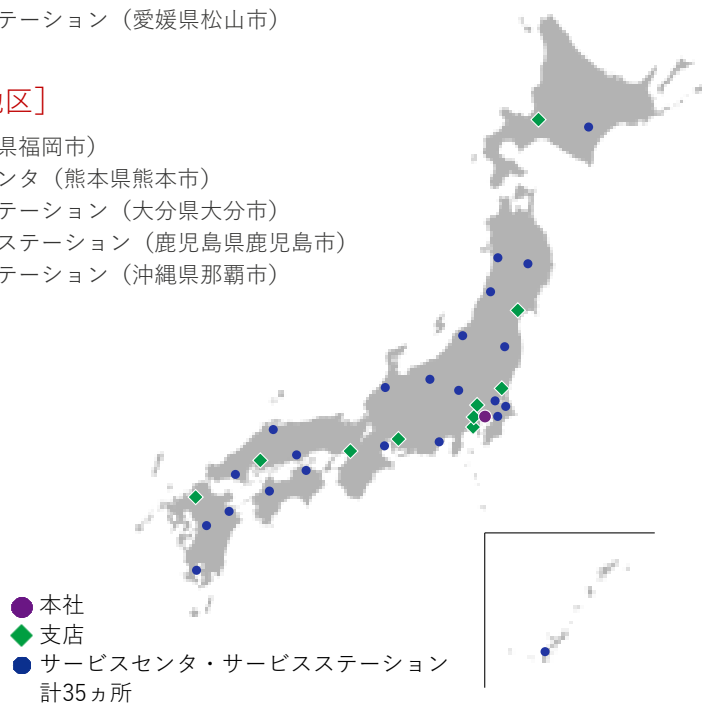 テーション（愛媛県松山市）
区］
県福岡市）
ンタ（熊本県熊本市）
テーション（大分県大分市）
ステーション（鹿児島県鹿児島市）
テーション（沖縄県那覇市）
本社
支店
サービスセンタ・サービスステーション
計35ヵ所